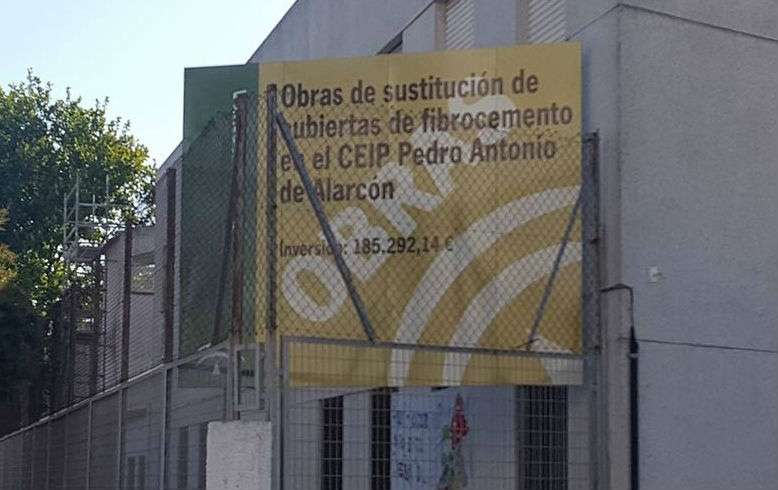 Obras de sustitución de
cubiertas de fibrocemento
en el CEIP Pedro Antonio
de Alarcón
Inversión: 185.292,14 €
OBRAS